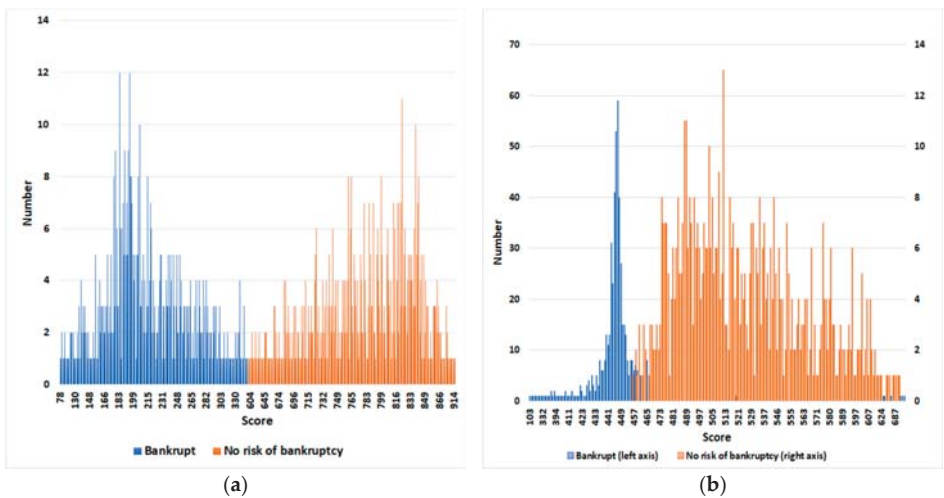 14
12
10
8
6
4
2
0
Number
78 130 148 166 183 199 215 231 248 265 282 303 330 604 645 674 696 715 732 749 765 783 799 816 833 849 866 914
Score
Bankrupt No risk of bankruptcy
(a)
70 14
60 12
50 10
40 8
30 6
20 4
10 2
0 0
Number
103 332 394 411 423 433 441 449 457 465 473 481 489 497 505 513 521 529 537 546 555 563 571 580 589 597 607 624 687
Score
Bankrupt (left axis) No risk of bankruptcy (right axis)
(b)